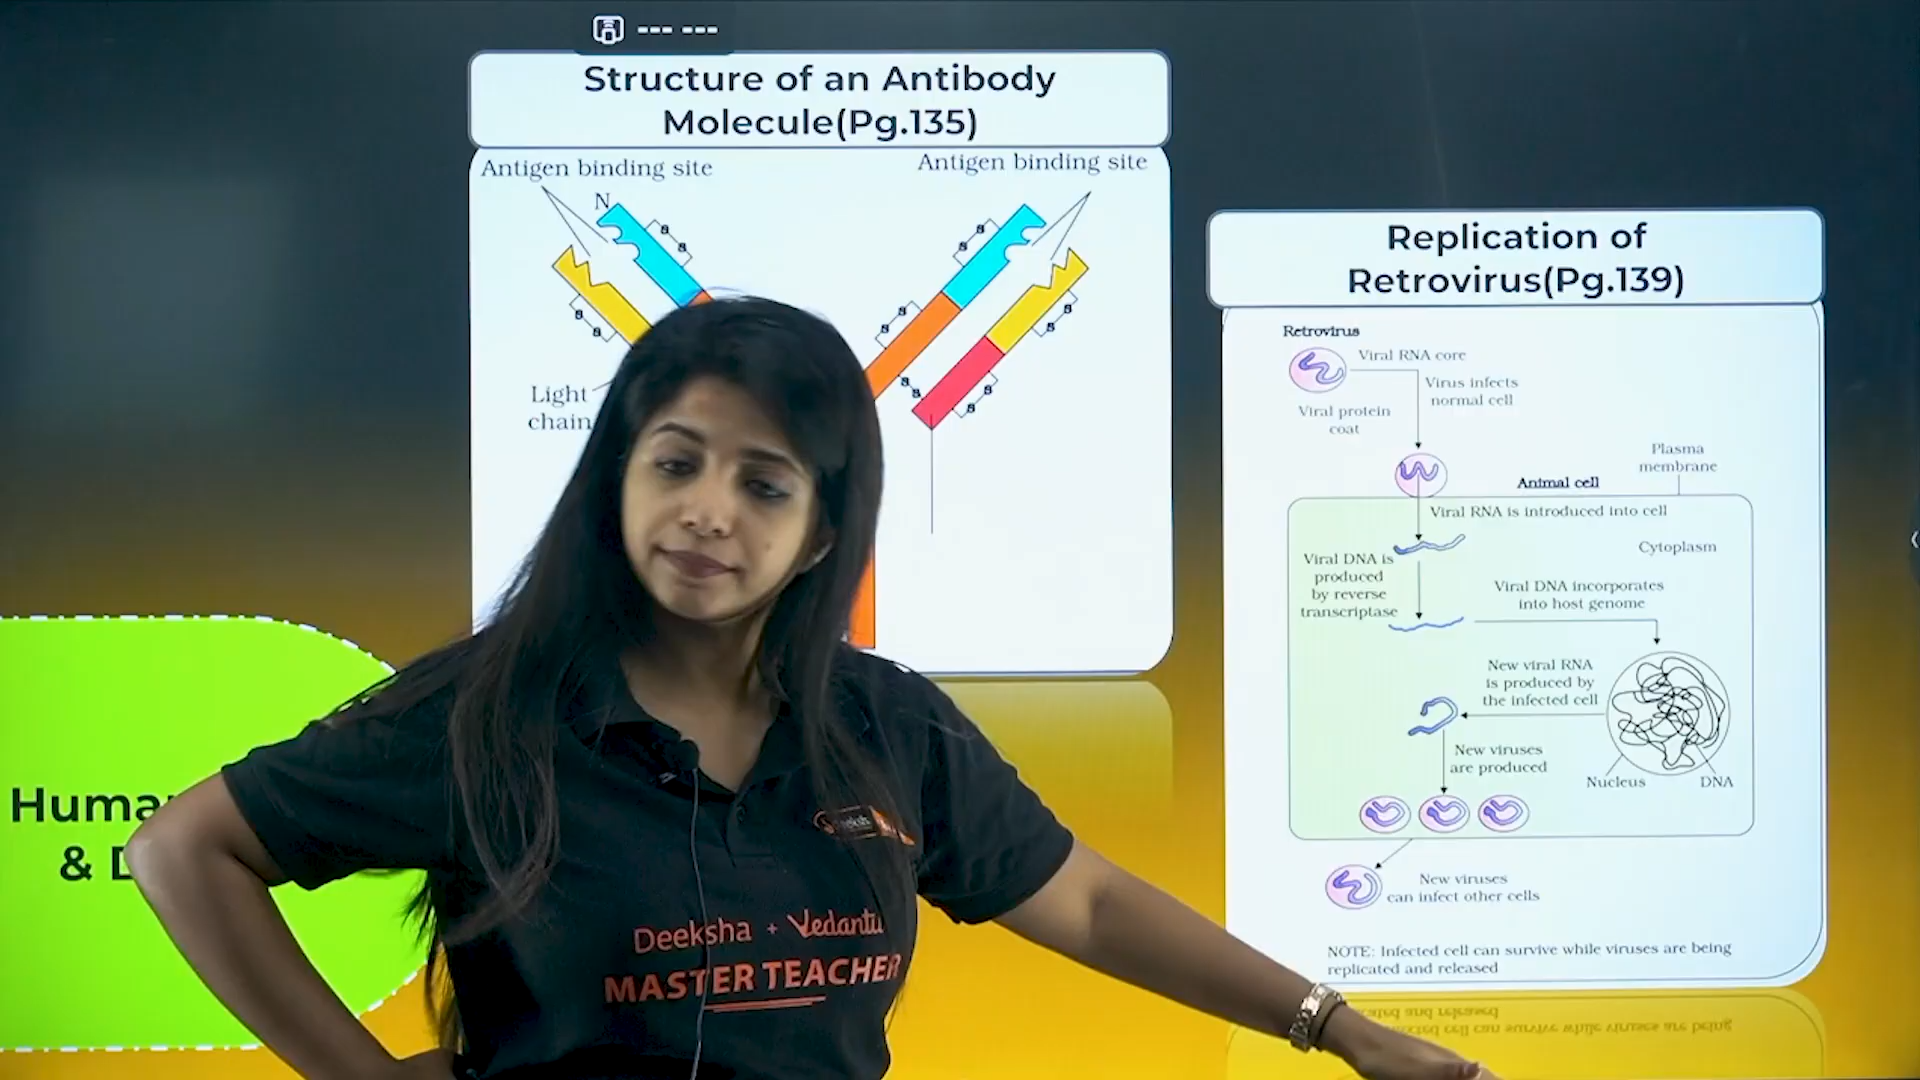 Structure of an Antibody
Molecule(Pg.135)
Antigen binding site
Antigen binding site
N
s
s
s
s
s
s
s
s
s
s
s
s
s
s
Light
chain
Replication of
Retrovirus(Pg.139)
Retrovirus
Viral RNA core
Virus infects
normal cell
Viral protein
coat
Plasma
membrane
Animal cell
Viral RNA is introduced into cell
Cytoplasm
Viral DNA is
produced
by reverse
transcriptase
Viral DNA incorporates
into host genome
New viral RNA
is produced by
the infected cell
New viruses
are produced
Nucleus
DNA
New viruses
can infect other cells
NOTE: Infected cell can survive while viruses are being
replicated and released
&
Deeksha + Vedantu
MASTER TEACHER